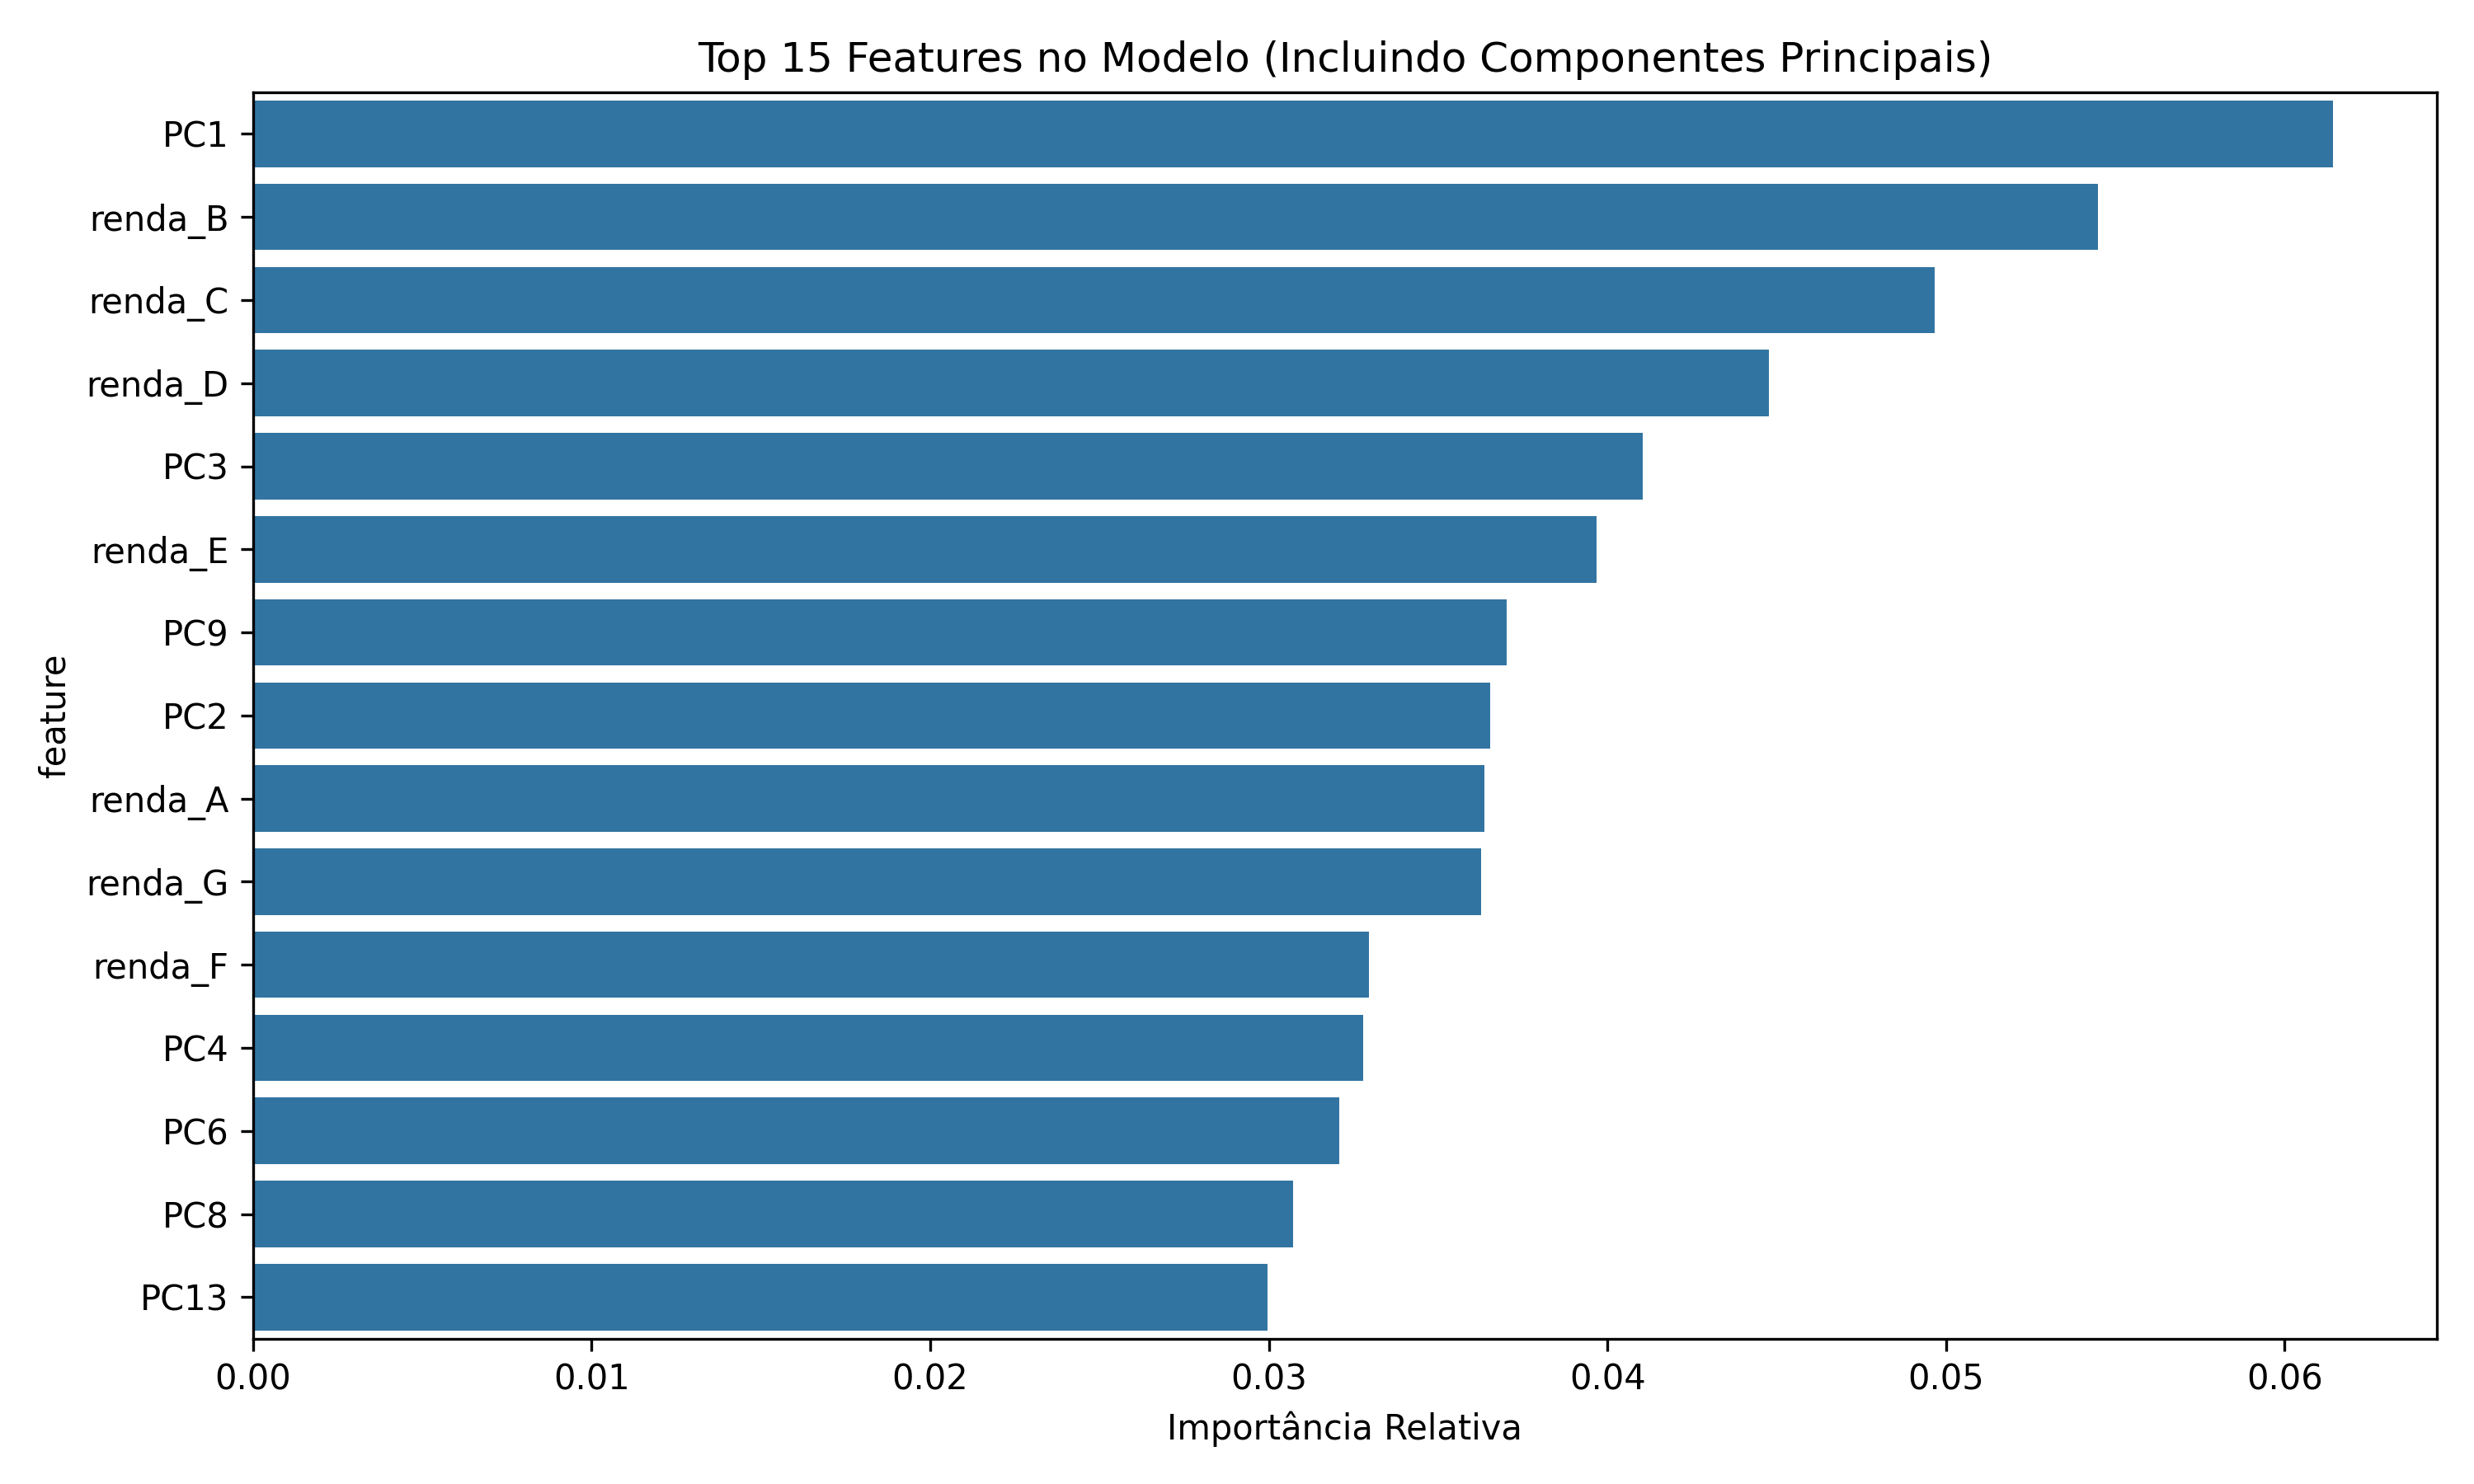 Top 15 Features no Modelo (Incluindo Componentes Principais)
PC1
renda_B
renda_C
renda_D
PC3
renda_E
PC9
PC2
renda_A
renda_G
renda_F
PC4
PC6
PC8
PC13
feature
0.00 0.01 0.02 0.03 0.04 0.05 0.06
Importância Relativa